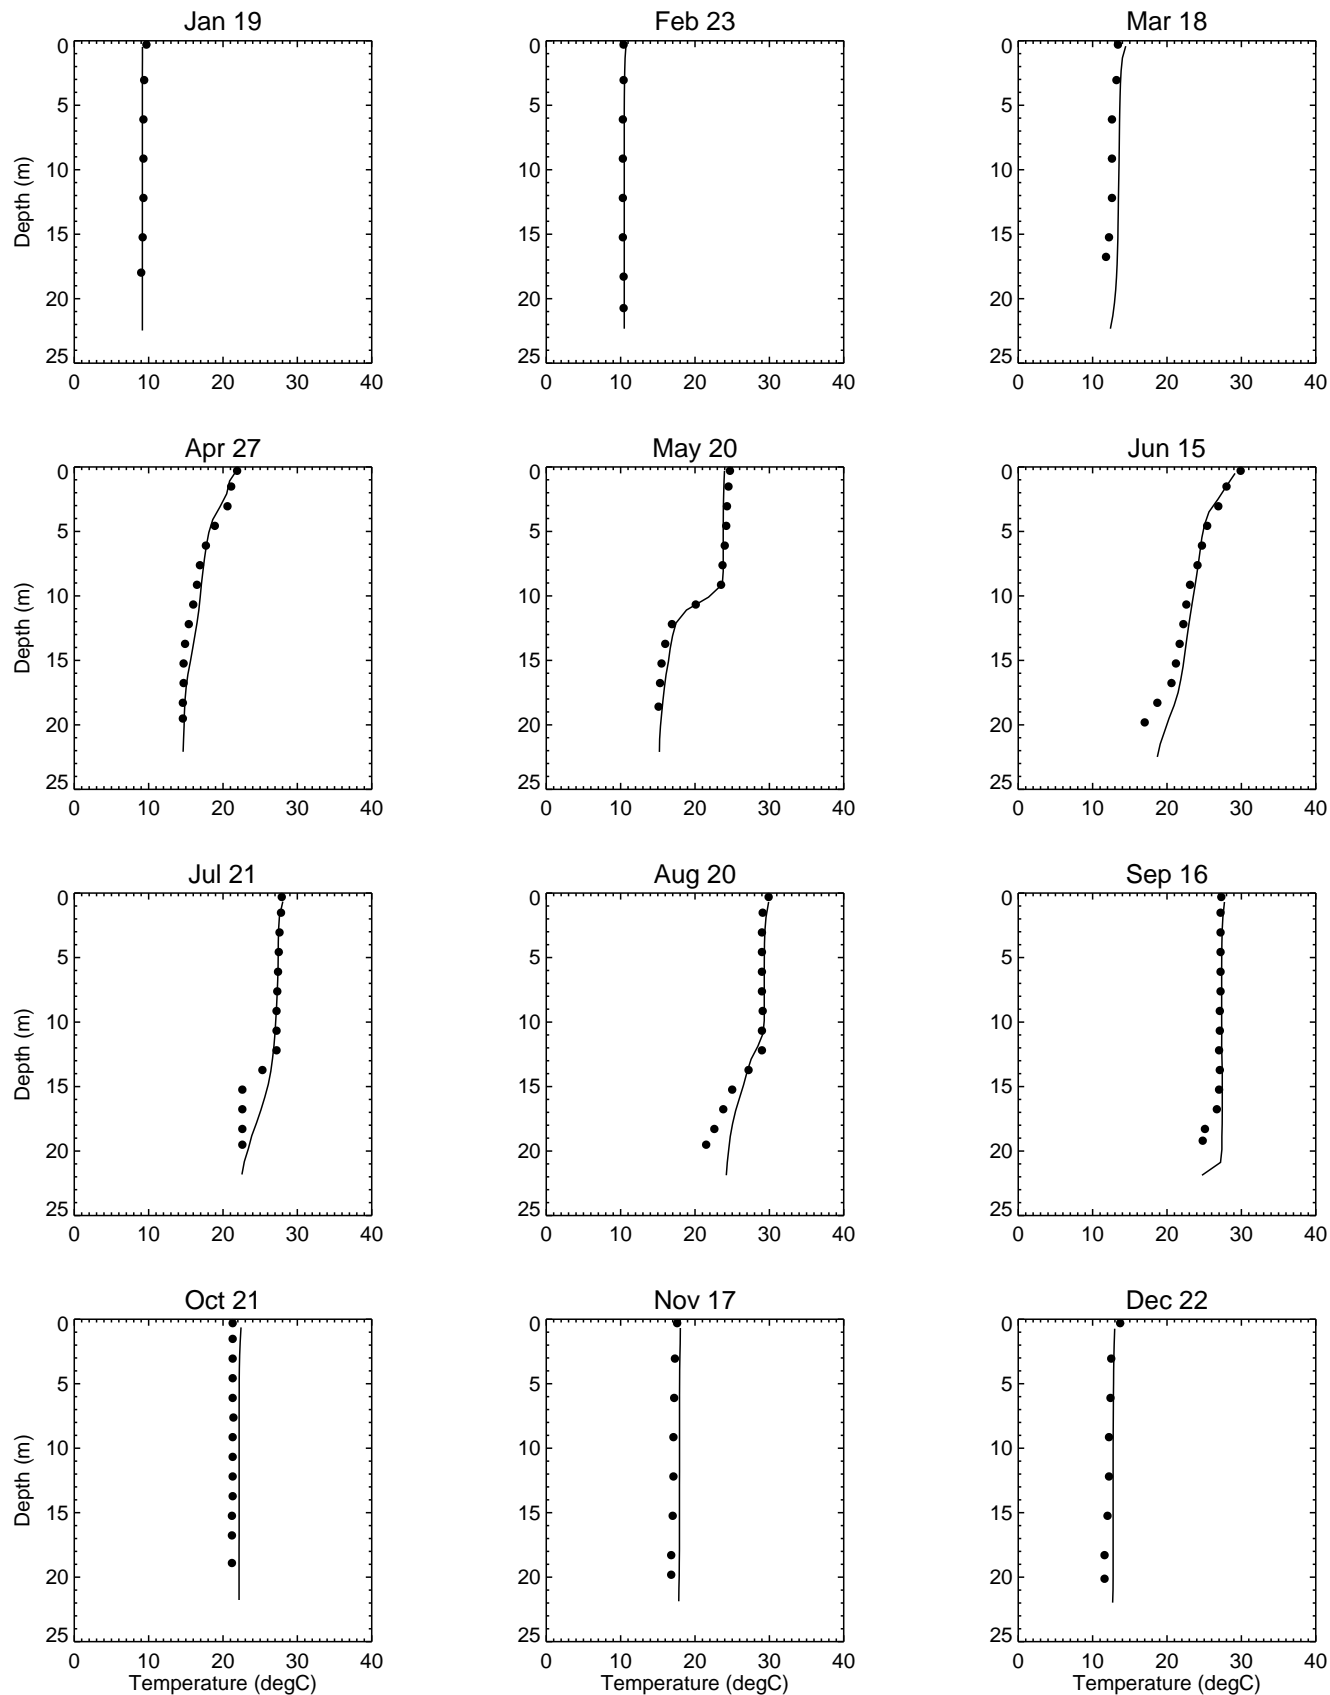 Jan 19 Feb 23 Mar 18
0 0 0
5 5 5
10 10 10
Depth (m)
15 15 15
20 20 20
25 25 25
0 10 20 30 40 0 10 20 30 40 0 10 20 30 40
Apr 27 May 20 Jun 15
0 0 0
5 5 5
10 10 10
Depth (m)
15 15 15
20 20 20
25 25 25
0 10 20 30 40 0 10 20 30 40 0 10 20 30 40
Jul 21 Aug 20 Sep 16
0 0 0
5 5 5
10 10 10
Depth (m)
15 15 15
20 20 20
25 25 25
0 10 20 30 40 0 10 20 30 40 0 10 20 30 40
Oct 21 Nov 17 Dec 22
0 0 0
5 5 5
10 10 10
Depth (m)
15 15 15
20 20 20
25 25 25
0 10 20 30 40 0 10 20 30 40 0 10 20 30 40
Temperature (degC) Temperature (degC) Temperature (degC)